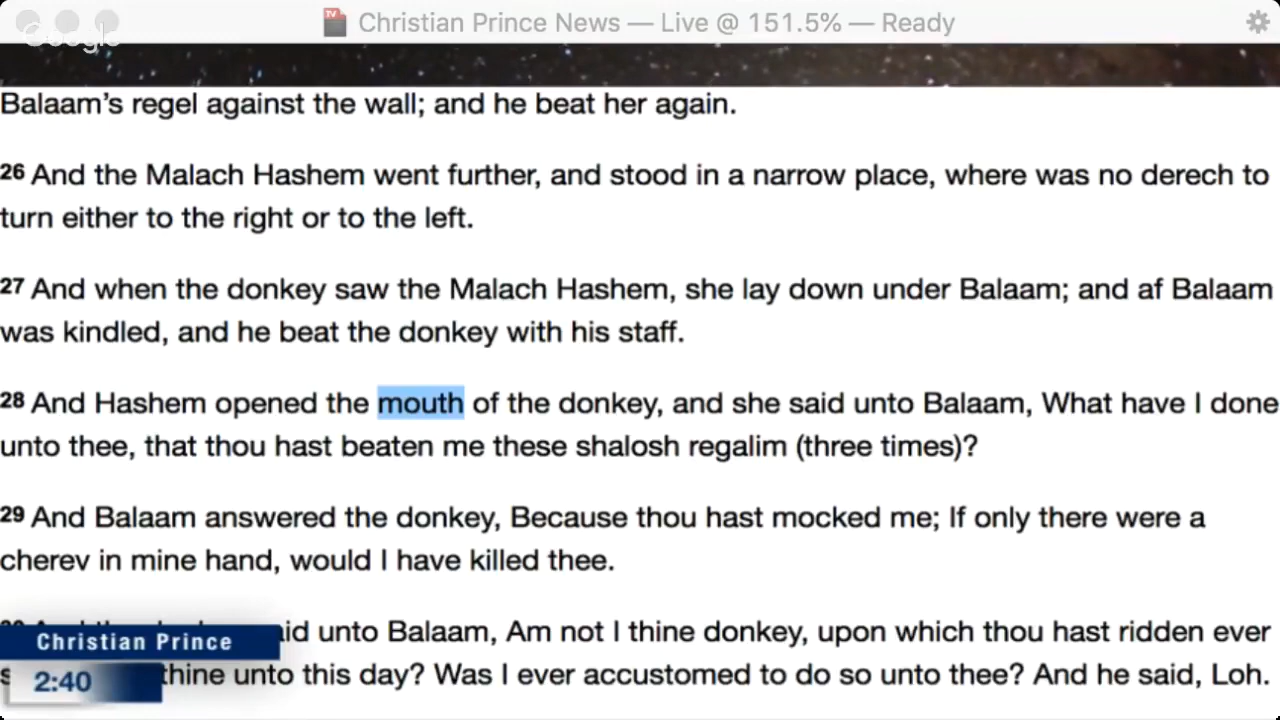 Christian Prince News — Live @ 151.5% — Ready
Google
Balaam’s regel against the wall; and he beat her again.
26 And the Malach Hashem went further, and stood in a narrow place, where was no derech to
turn either to the right or to the left.
27 And when the donkey saw the Malach Hashem, she lay down under Balaam; and af Balaam
was kindled, and he beat the donkey with his staff.
28 And Hashem opened the mouth of the donkey, and she said unto Balaam, What have I done
unto thee, that thou hast beaten me these shalosh regalim (three times)?
29 And Balaam answered the donkey, Because thou hast mocked me; If only there were a
cherev in mine hand, would I have killed thee.
unto Balaam, Am not I thine donkey, upon which thou hast ridden ever
Christian Prince
thine unto this day? Was I ever accustomed to do so unto thee? And he said, Loh.
2:40